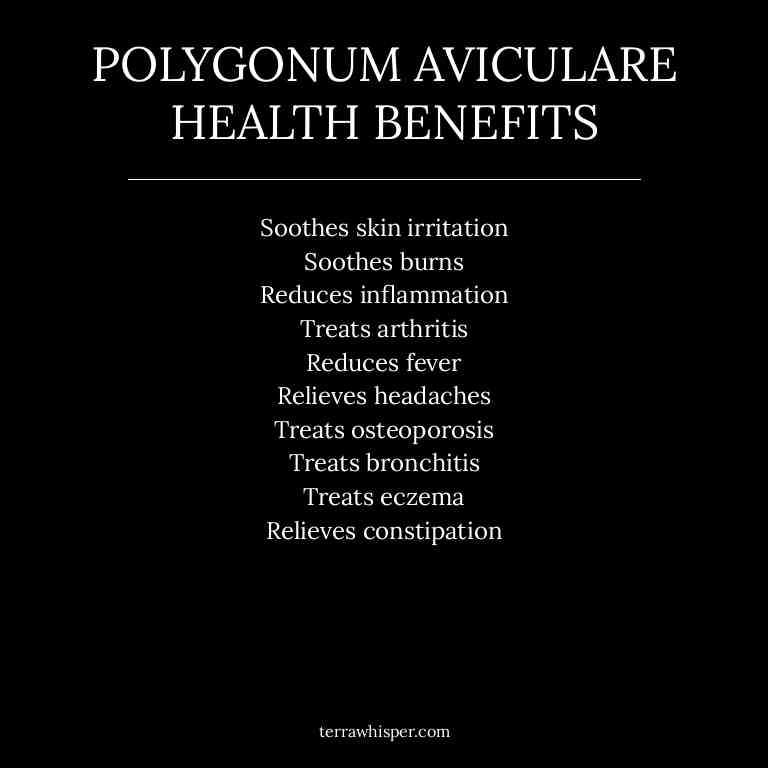 POLYGONUM AVICULARE
HEALTH BENEFITS
Soothes skin irritation
Soothes burns
Reduces inflammation
Treats arthritis
Reduces fever
Relieves headaches
Treats osteoporosis
Treats bronchitis
Treats eczema
Relieves constipation
terrawhisper.com